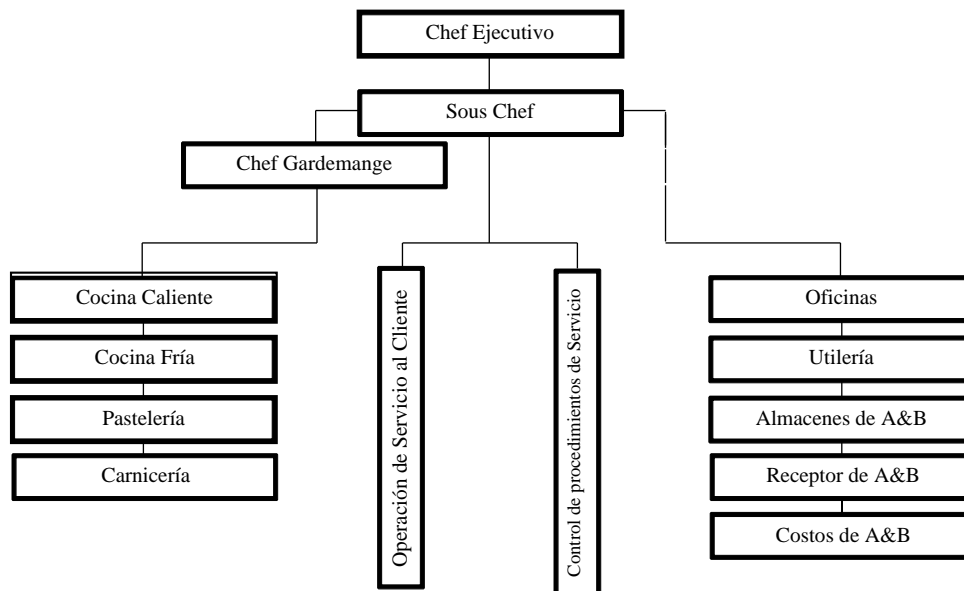 Chef Ejecutivo
Sous Chef
Chef Gardemange
Cocina Caliente
Cocina Fría
Pastelería
Carnicería
Operación de Servicio al Cliente
Control de procedimientos de Servicio
Oficinas
Utilería
Almacenes de A&B
Receptor de A&B
Costos de A&B